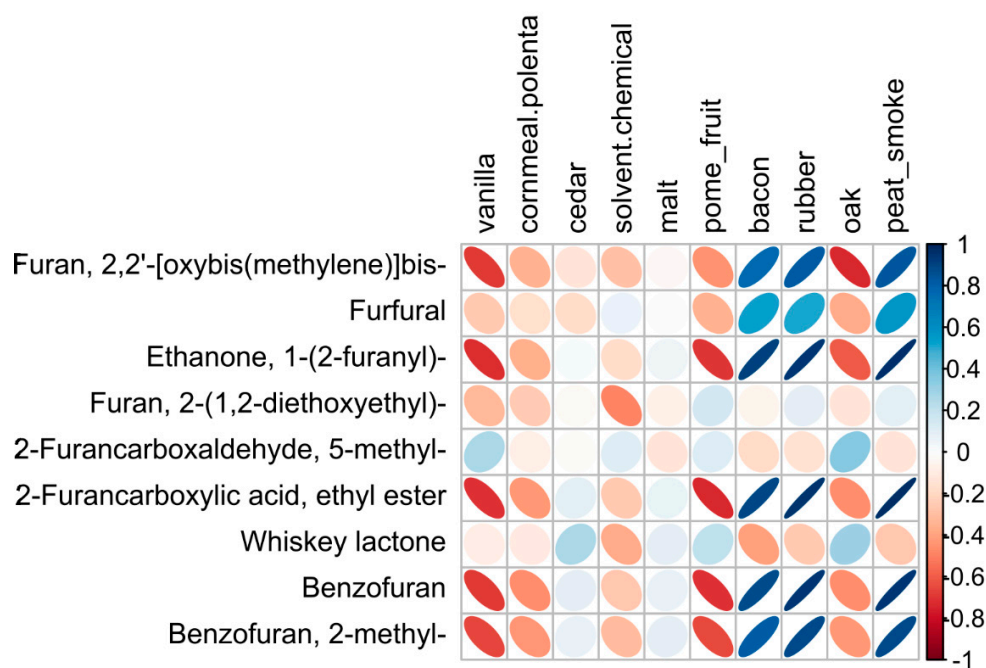 vanilla
cornmeal.polenta
cedar
solvent.chemical
malt
pome_fruit
bacon
rubber
oak
peat_smoke
Furan, 2,2'-[oxybis(methylene)]bis-
Furfural
Ethanone, 1-(2-furanyl)-
Furan, 2-(1,2-diethoxyethyl)-
2-Furancarboxaldehyde, 5-methyl-
2-Furancarboxylic acid, ethyl ester
Whiskey lactone
Benzofuran
Benzofuran, 2-methyl-
1
0.8
0.6
0.4
0.2
0
-0.2
-0.4
-0.6
-0.8
-1